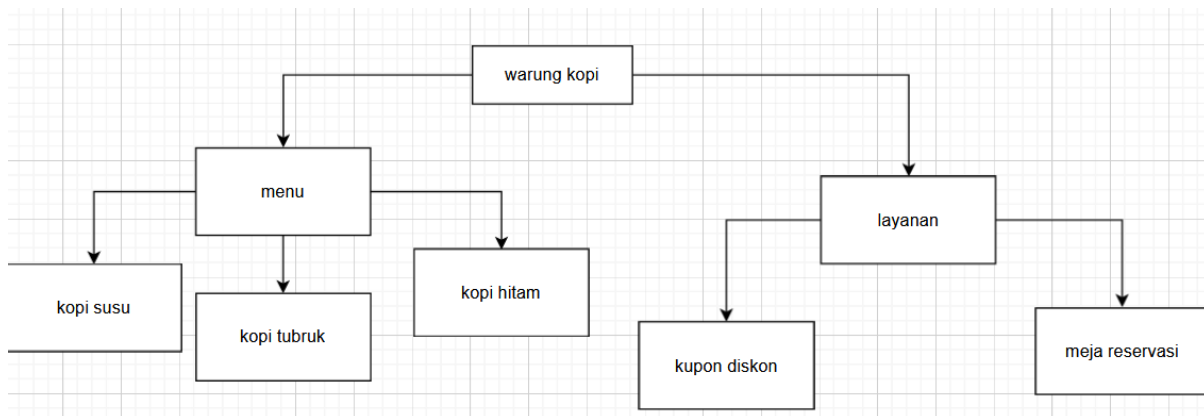 warung kopi
menu
layanan
kopi susu
kopi tubruk
kopi hitam
kupon diskon
meja reservasi